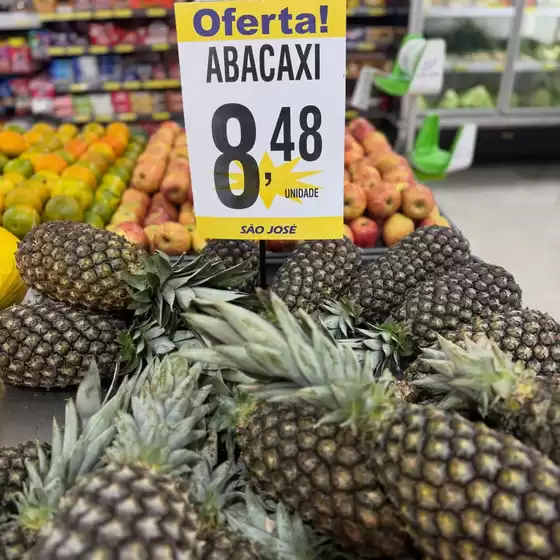 Oferta!
ABACAXI
8,48
UNIDADE
SÃO JOSÉ